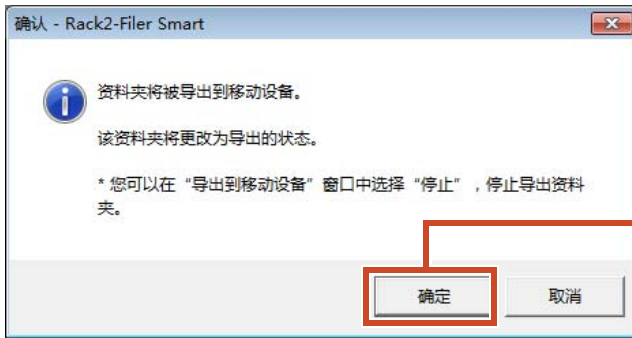 确认 - Rack2-Filer Smart
资料夹将被导出到移动设备。
该资料夹将更改为导出的状态。
* 您可以在“导出到移动设备”窗口中选择“停止”，停止导出资料
夹。
确定
取消